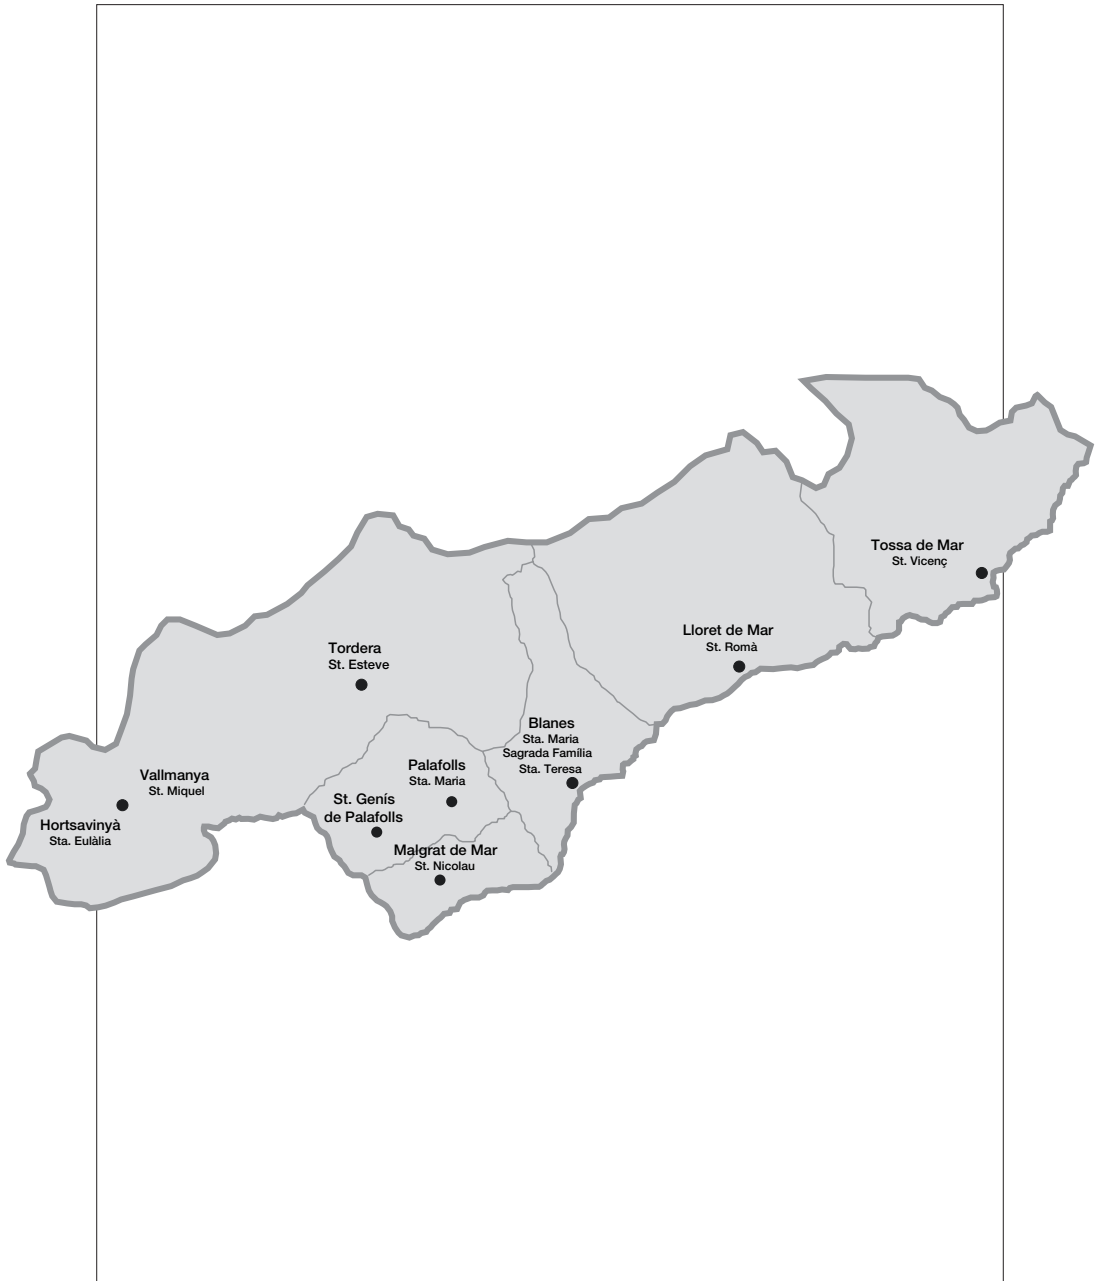 Tossa de Mar
St. Vicenç
Lloret de Mar
St. Romà
Tordera
St. Esteve
Blanes
Sta. Maria
Sagrada Família
Sta. Teresa
Palafolls
Sta. Maria
Vallmanya
St. Miquel
St. Genís
de Palafolls
Hortsavinyà
Sta. Eulàlia
Malgrat de Mar
St. Nicolau